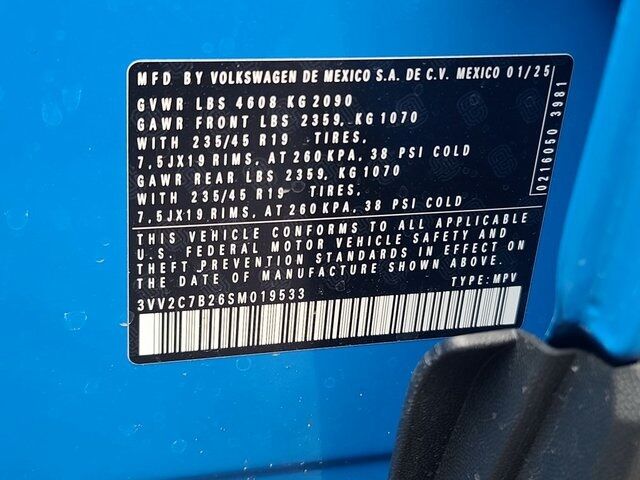 MFD BY VOLKSWAGEN DE MEXICO S.A. DE C.V. MEXICO 01/25
GVWR LBS 4608 KG 2090
GAWR FRONT LBS 2359, KG 1070
WITH 235/45 R19 TIRES,
7,5JX19 RIMS, AT 260 KPA, 38 PSI COLD
GAWR REAR LBS 2359, KG 1070
WITH 235/45 R19 TIRES,
7,5JX19 RIMS, AT 260 KPA, 38 PSI COLD
THIS VEHICLE CONFORMS TO ALL APPLICABLE
U.S. FEDERAL MOTOR VEHICLE SAFETY AND
THEFT PREVENTION STANDARDS IN EFFECT ON
THE DATE OF MANUFACTURE SHOWN ABOVE.
3VV2C7B26SM019533 TYPE: MPV
0216050 3981